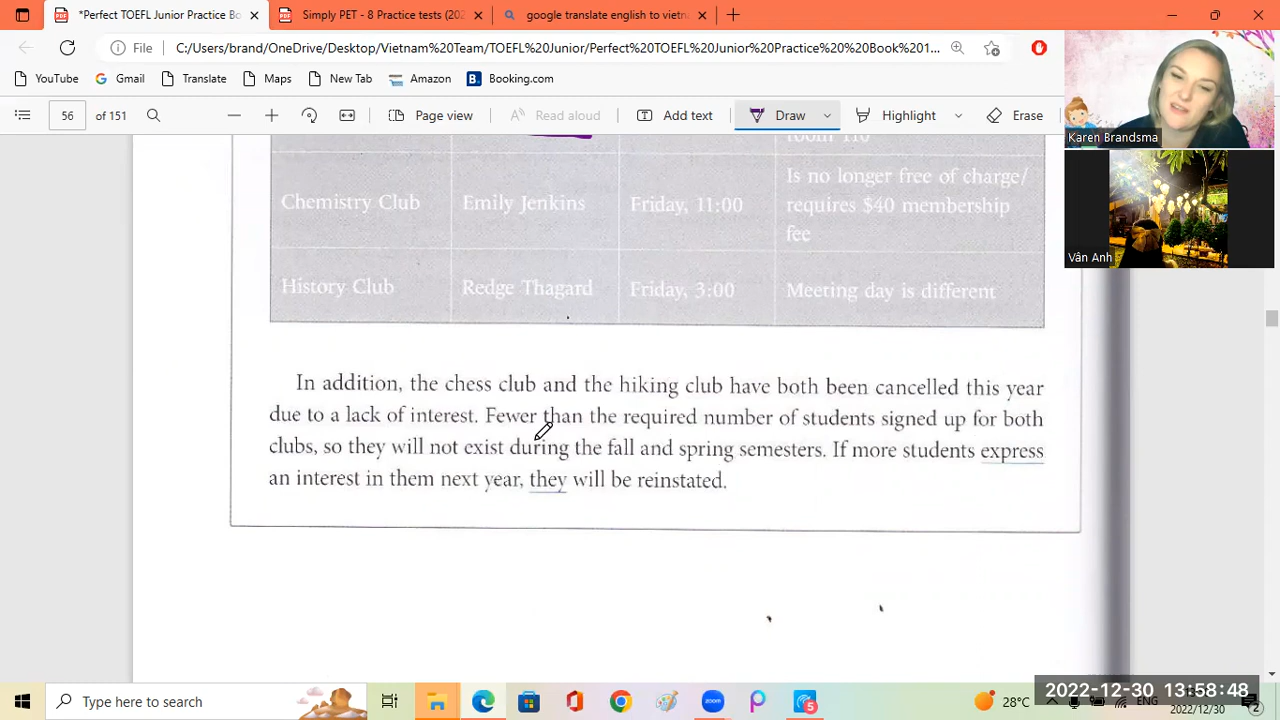 *Perfect TOEFL Junior Practice Bo
Simply PET - 8 Practice tests (202
google translate english to vietn
File
C:/Users/brand/OneDrive/Desktop/Vietnam%20Team/TOEFL%20Junior/Perfect%20TOEFL%20Junior%20Practice%20%20Book%201...
YouTube
Gmail
Translate
Maps
New Tab
Amazon
Booking.com
56 of 151
Page view
Read aloud
Add text
Draw
Highlight
Erase
Karen Brandsma
Vân Anh
room 110
Chemistry Club Emily Jenkins Friday, 11:00
Is no longer free of charge/
requires $40 membership
fee
History Club Redge Thagard Friday, 3:00 Meeting day is different
In addition, the chess club and the hiking club have both been cancelled this year
due to a lack of interest. Fewer than the required number of students signed up for both
clubs, so they will not exist during the fall and spring semesters. If more students express
an interest in them next year, they will be reinstated.
Type here to search
zoom
5
28°C
ENG
2022-12-30 13:58:48
2022/12/30
2